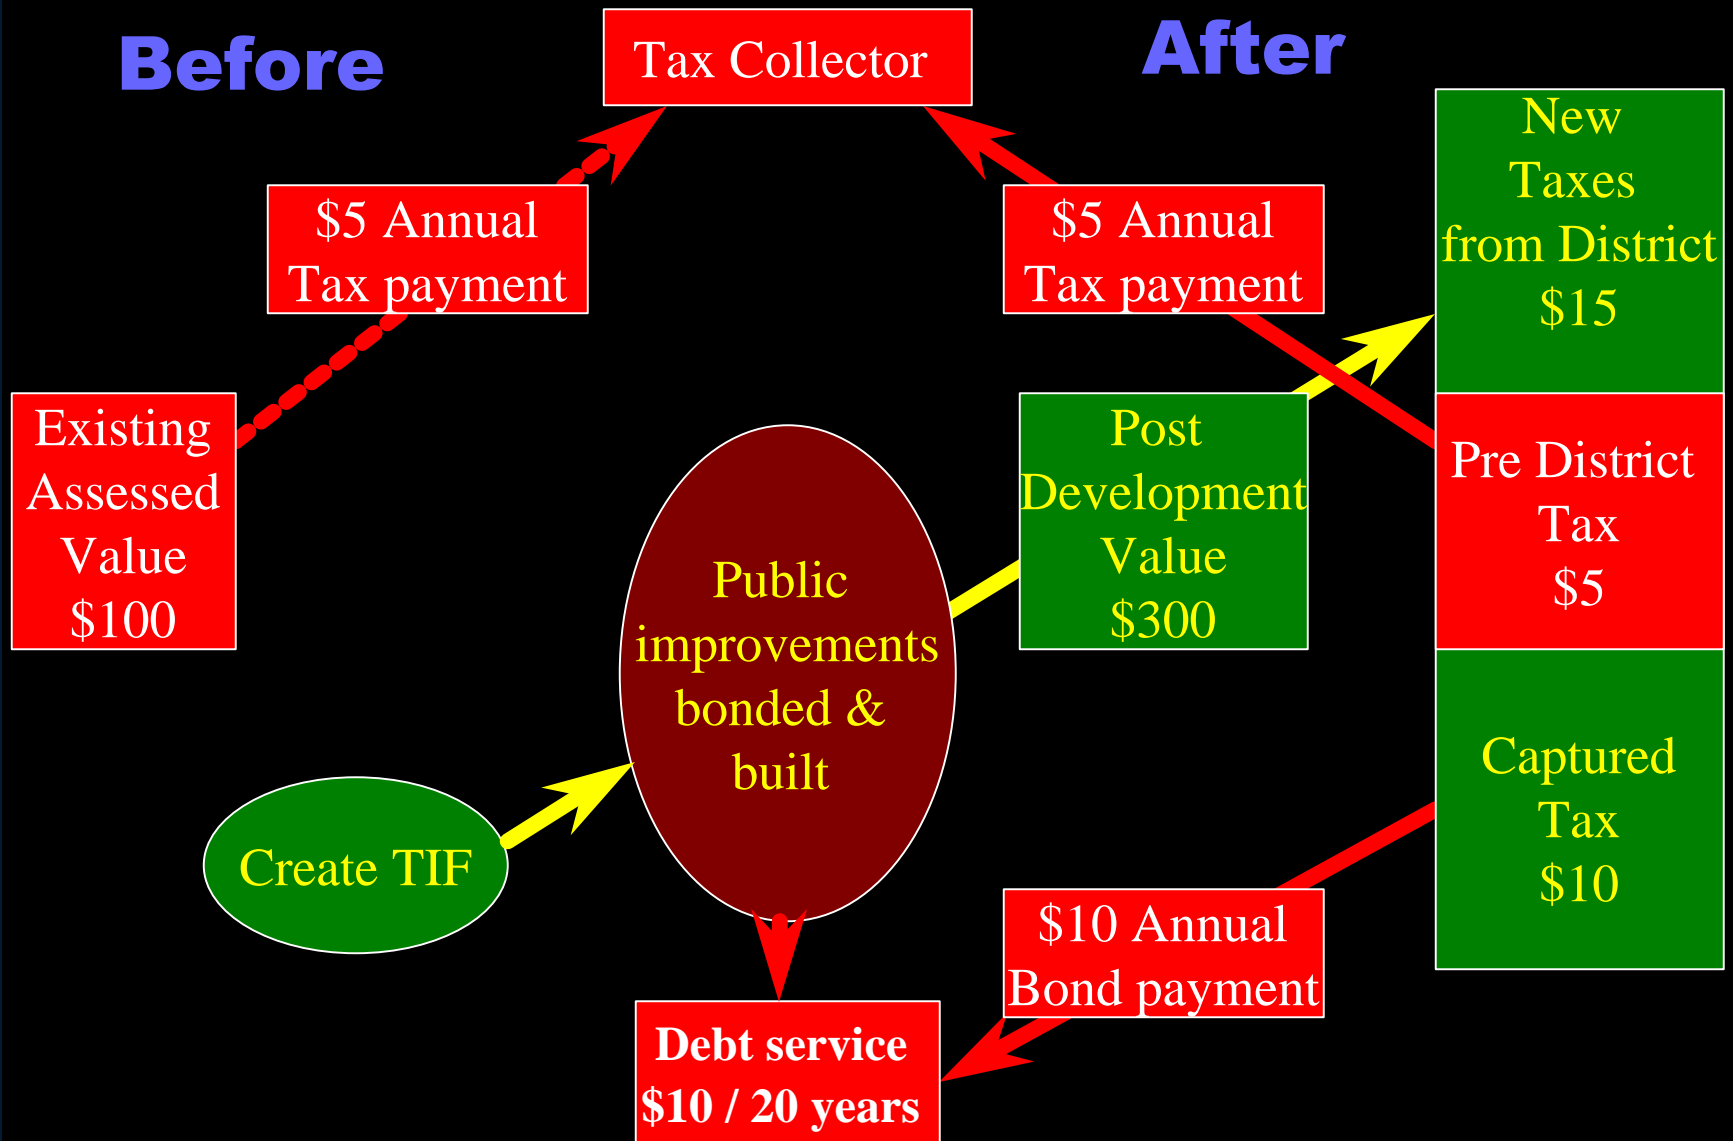 Before
Tax Collector
After
$5 Annual
Tax payment
$5 Annual
Tax payment
New
Taxes
from District
$15
Existing
Assessed
Value
$100
Post
Development
Value
$300
Pre District
Tax
$5
Public
improvements
bonded &
built
Create TIF
Captured
Tax
$10
$10 Annual
Bond payment
Debt service
$10 / 20 years